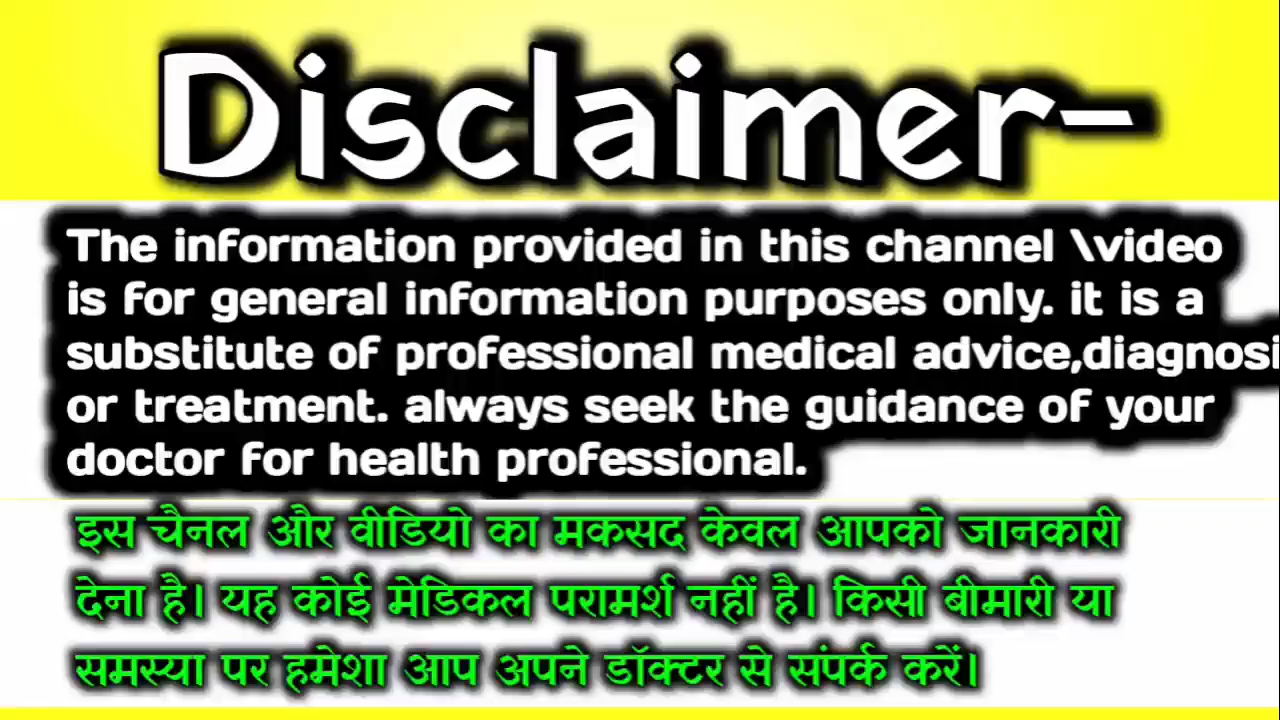 Disclaimer-
The information provided in this channel \video
is for general information purposes only. it is a
substitute of professional medical advice,diagnosi
or treatment. always seek the guidance of your
doctor for health professional.
इस चैनल और वीडियो का मकसद केवल आपको जानकारी
देना है। यह कोई मेडिकल परामर्श नहीं है। किसी बीमारी या
समस्या पर हमेशा आप अपने डॉक्टर से संपर्क करें।